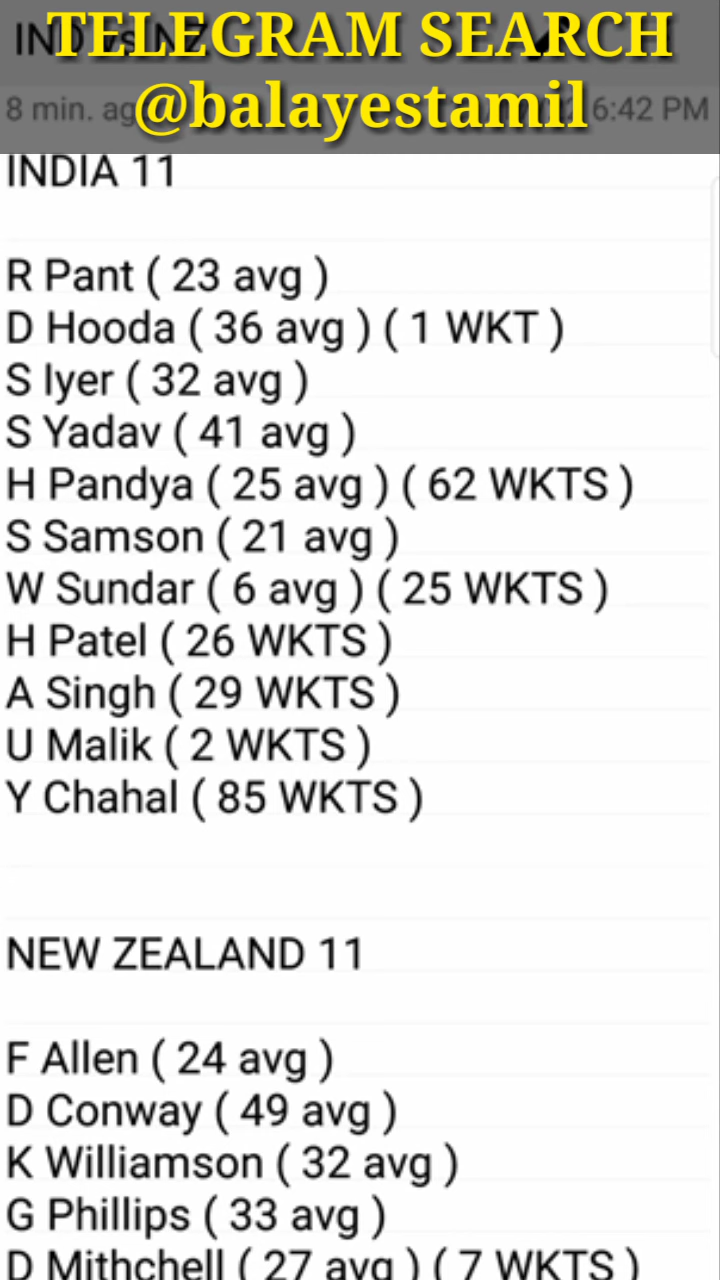 TELEGRAM SEARCH
@balayestamil
IND vs NZ
8 min. ag
6:42 PM
INDIA 11
R Pant ( 23 avg )
D Hooda ( 36 avg ) ( 1 WKT )
S Iyer ( 32 avg )
S Yadav ( 41 avg )
H Pandya ( 25 avg ) ( 62 WKTS )
S Samson ( 21 avg )
W Sundar ( 6 avg ) ( 25 WKTS )
H Patel ( 26 WKTS )
A Singh ( 29 WKTS )
U Malik ( 2 WKTS )
Y Chahal ( 85 WKTS )
NEW ZEALAND 11
F Allen ( 24 avg )
D Conway ( 49 avg )
K Williamson ( 32 avg )
G Phillips ( 33 avg )
D Mithchell ( 27 avg ) ( 7 WKTS )